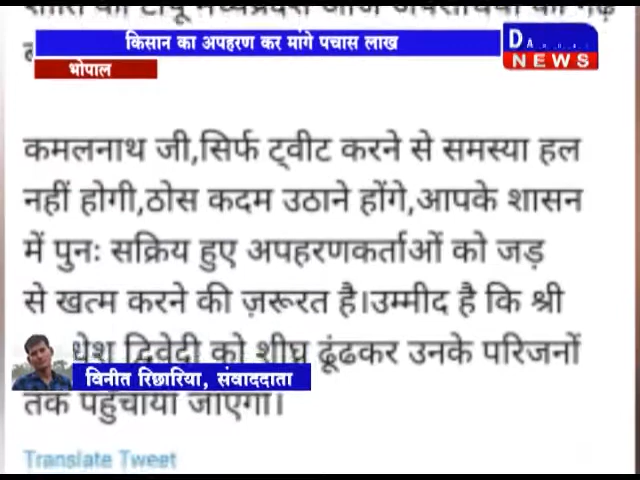 किसान का अपहरण कर मांगे पचास लाख
भोपाल
NEWS
कमलनाथ जी,सिर्फ ट्वीट करने से समस्या हल
नहीं होगी,ठोस कदम उठाने होंगे,आपके शासन
में पुनः सक्रिय हुए अपहरणकर्ताओं को जड़
से खत्म करने की ज़रूरत है।उम्मीद है कि श्री
द्विवेदी को शीघ्र ढूंढकर उनके परिजनों
विनीत रिछारिया, संवाददाता
तक पहुँचाया जाएगा।
Translate Tweet